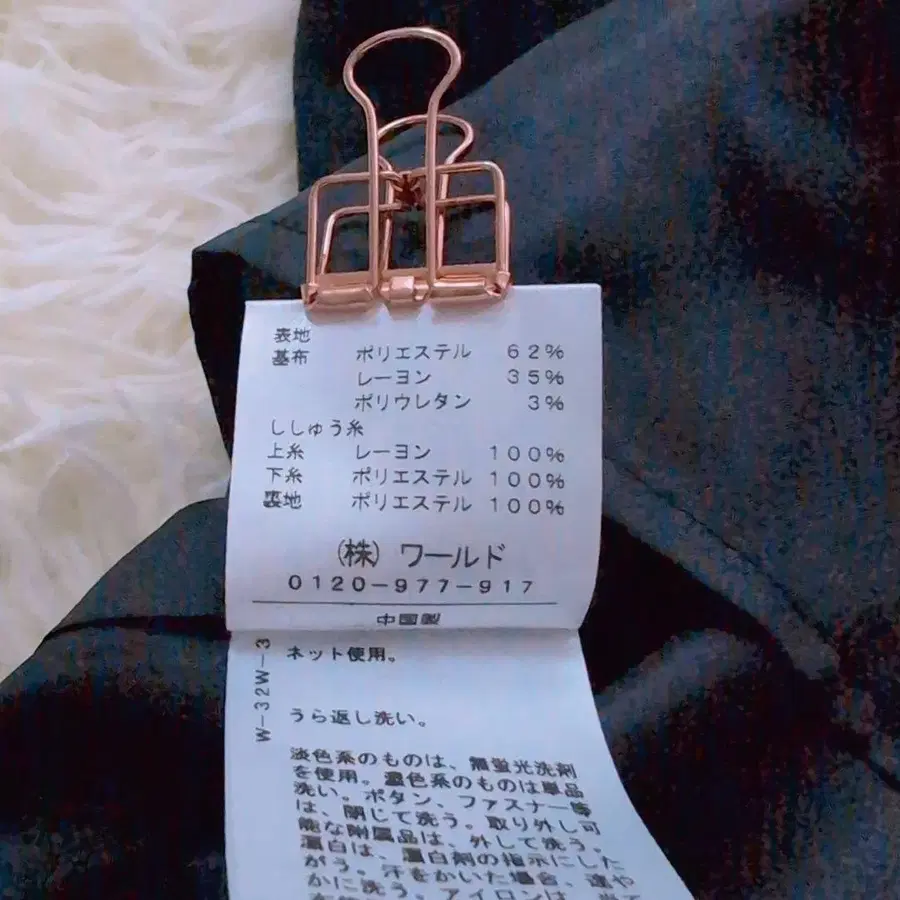 表地
基布 ポリエステル 62%
レーヨン 35%
ポリウレタン 3%
ししゅう糸
上糸 レーヨン 100%
下糸 ポリエステル 100%
裏地 ポリエステル 100%
(株) ワールド
0120-977-917
中国製
W-32W-3
ネット使用。
うら返し洗い。
淡色系のものは、無蛍光洗剤
を使用。濃色系のものは単品
洗い。ボタン、ファスナー等
は、閉じて洗う。取り外し可
能な附属品は、外して洗う。
漂白は、漂白剤の指示にした
がう。汗をかいた場合、速や
かに洗う。アイロンは、当て